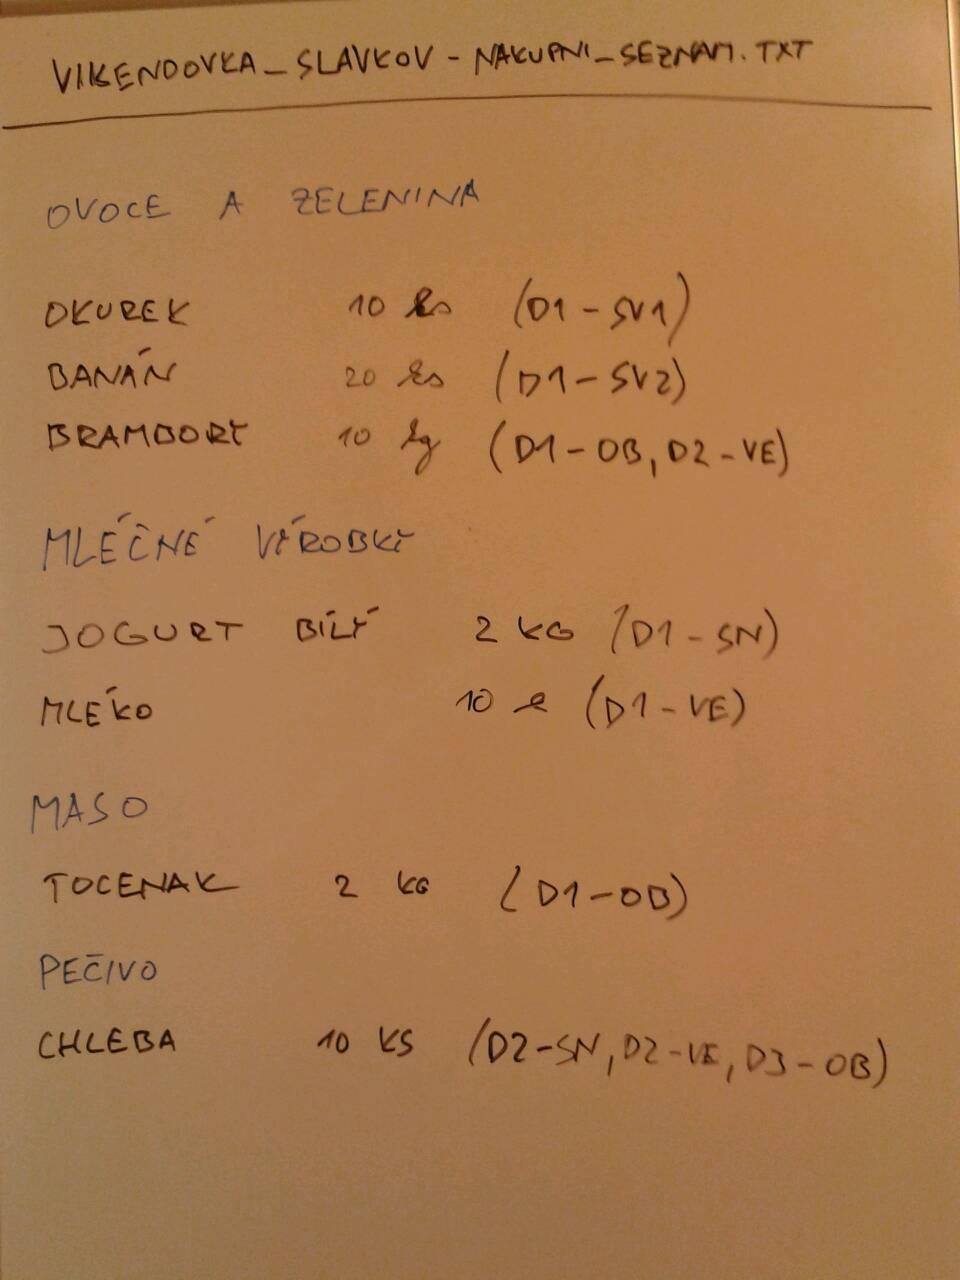 VIKENDOVKA_SLAVKOV - NAKUPNI_SEZNAM.TXT
OVOCE A ZELENINA
OKUREK 10 ks (D1-SV1)
BANÁN 20 ks (D1-SV2)
BRAMBORY 10 kg (D1-OB, D2-VE)
MLÉČNÉ VÝROBKY
JOGURT BÍLÝ 2 KG (D1-SN)
MLÉKO 10 l (D1-VE)
MASO
TOCENAK 2 KG (D1-OB)
PEČIVO
CHLEBA 10 KS (D2-SN, D2-VE, D3-OB)